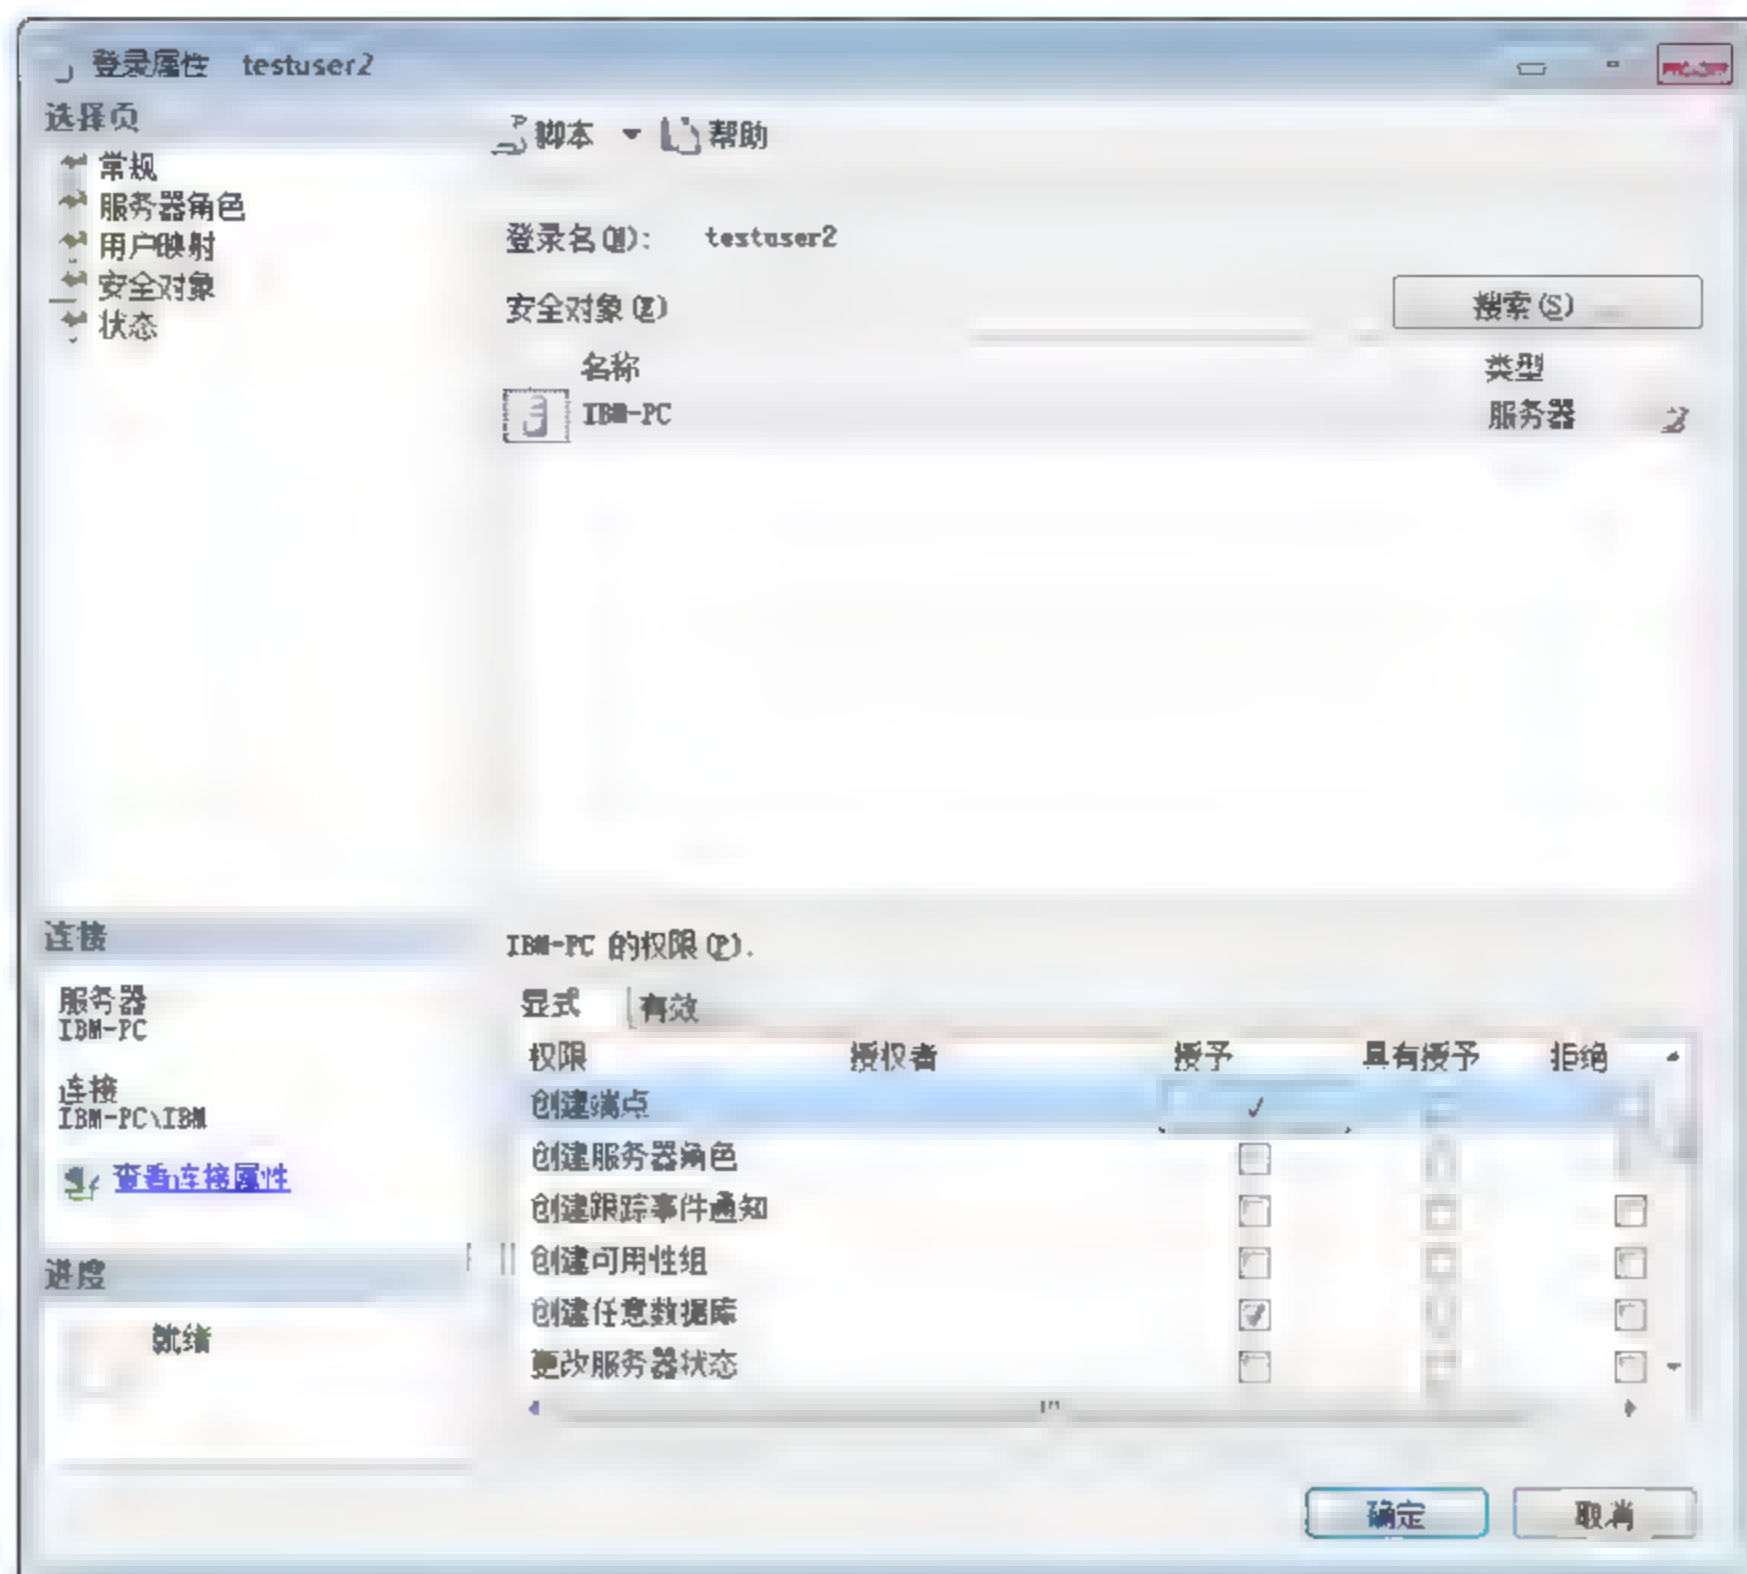 登录属性 testuser2
选择页
常规
服务器角色
用户映射
安全对象
状态
脚本 帮助
登录名(N): testuser2
安全对象(E)
搜索(S)
名称 类型
IBM-PC 服务器
连接
服务器
IBM-PC
连接
IBM-PC\IBM
查看连接属性
进度
就绪
IBM-PC 的权限(P).
显式 有效
权限 授权者 授予 具有授予 拒绝
创建端点
创建服务器角色
创建跟踪事件通知
创建可用性组
创建任意数据库
更改服务器状态
确定 取消